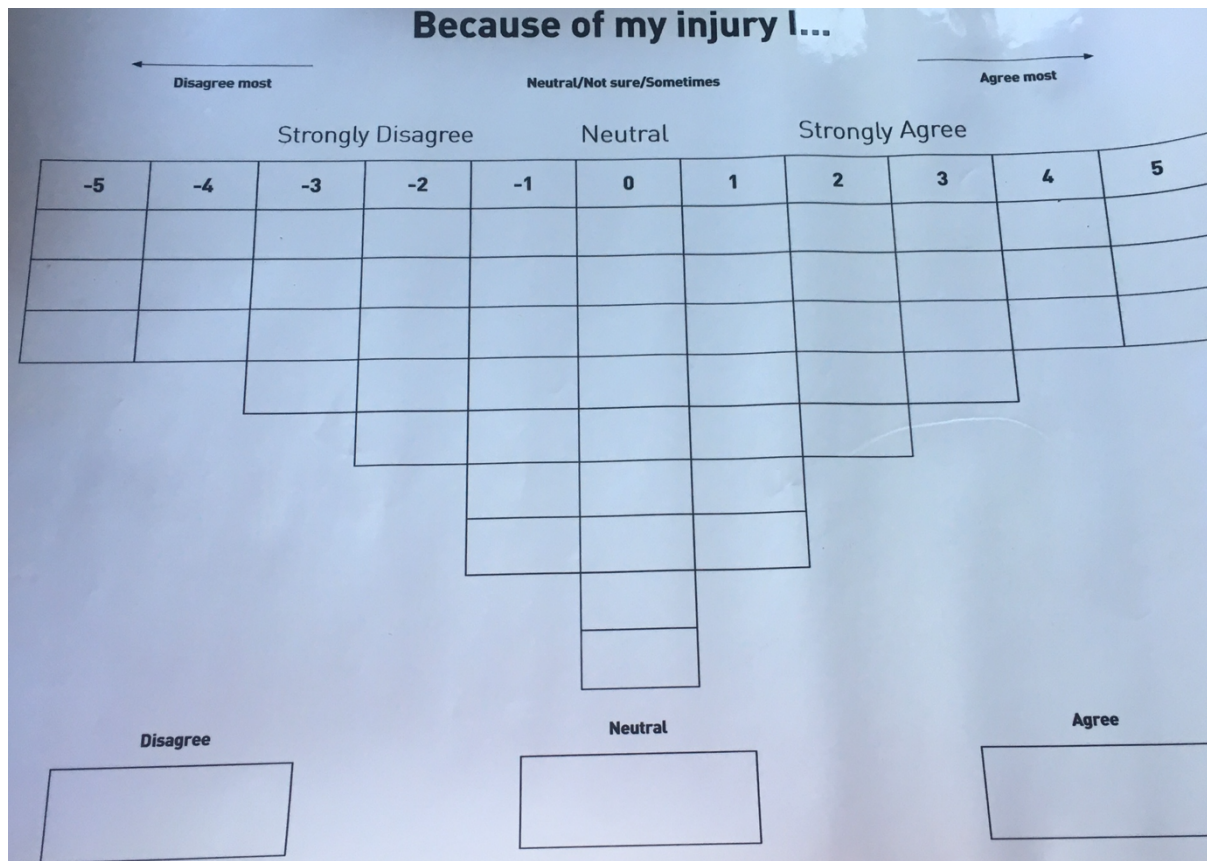 Because of my injury I...
Disagree most Neutral/Not sure/Sometimes Agree most
Strongly Disagree Neutral Strongly Agree
-5 -4 -3 -2 -1 0 1 2 3 4 5
Disagree Neutral Agree